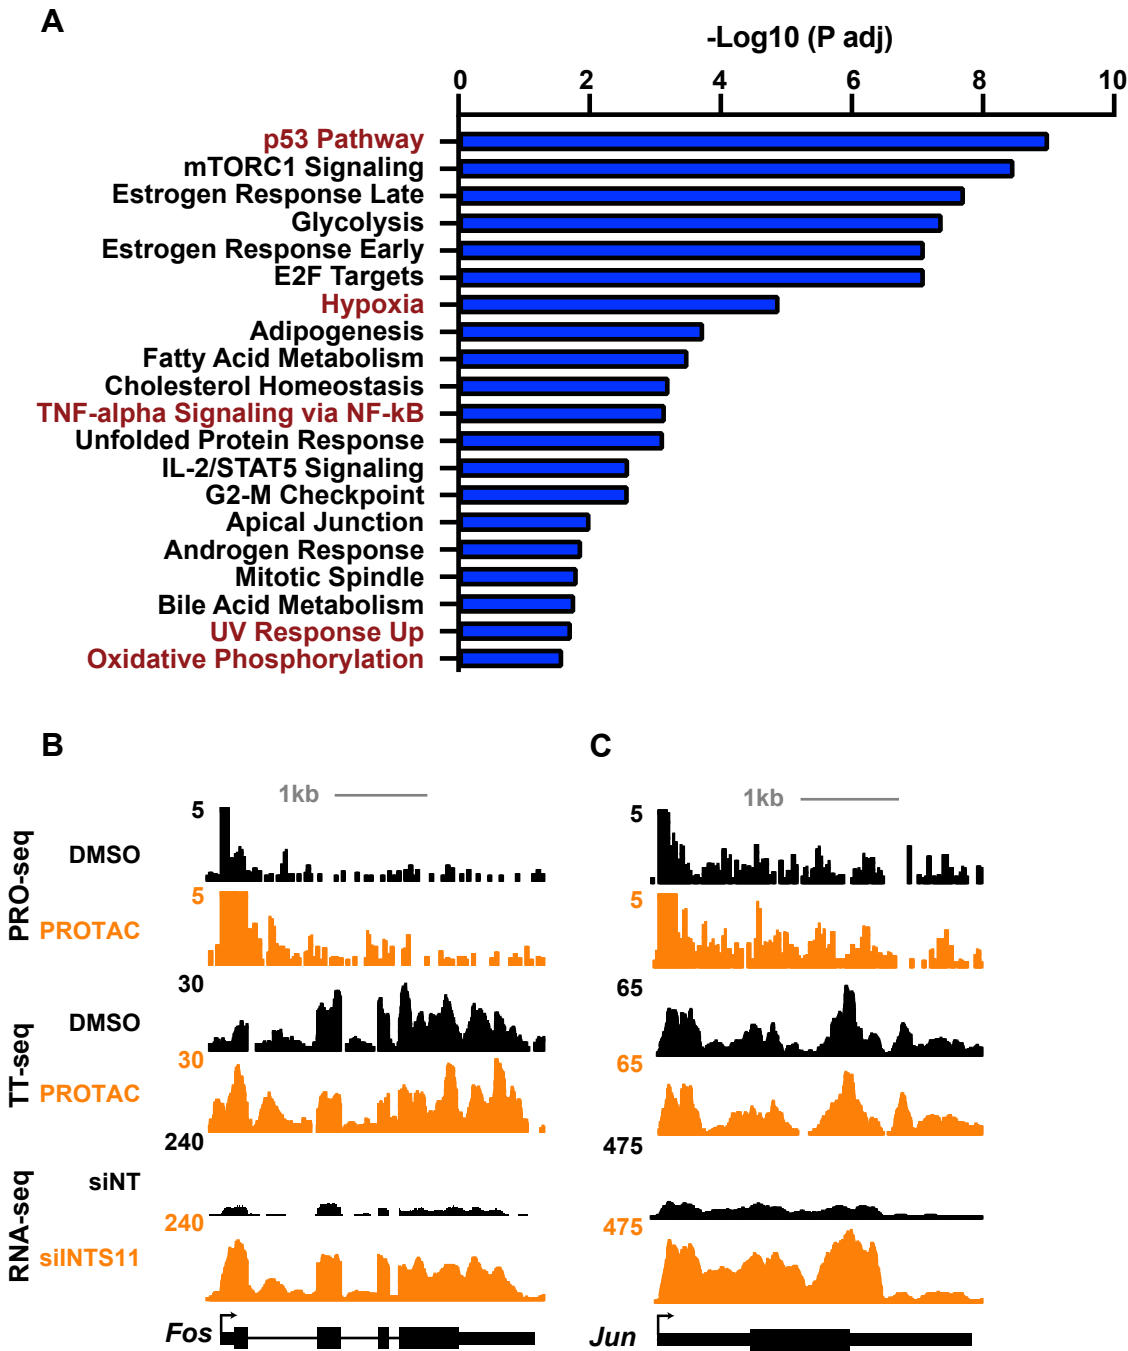 A
-Log10 (P adj)
0 2 4 6 8 10
p53 Pathway
mTORC1 Signaling
Estrogen Response Late
Glycolysis
Estrogen Response Early
E2F Targets
Hypoxia
Adipogenesis
Fatty Acid Metabolism
Cholesterol Homeostasis
TNF-alpha Signaling via NF-kB
Unfolded Protein Response
IL-2/STAT5 Signaling
G2-M Checkpoint
Apical Junction
Androgen Response
Mitotic Spindle
Bile Acid Metabolism
UV Response Up
Oxidative Phosphorylation
B
1kb
PRO-seq
DMSO
5
PROTAC
5
TT-seq
DMSO
30
PROTAC
30
RNA-seq
siNT
240
siINTS11
240
Fos
C
1kb
5
5
65
65
475
475
Jun